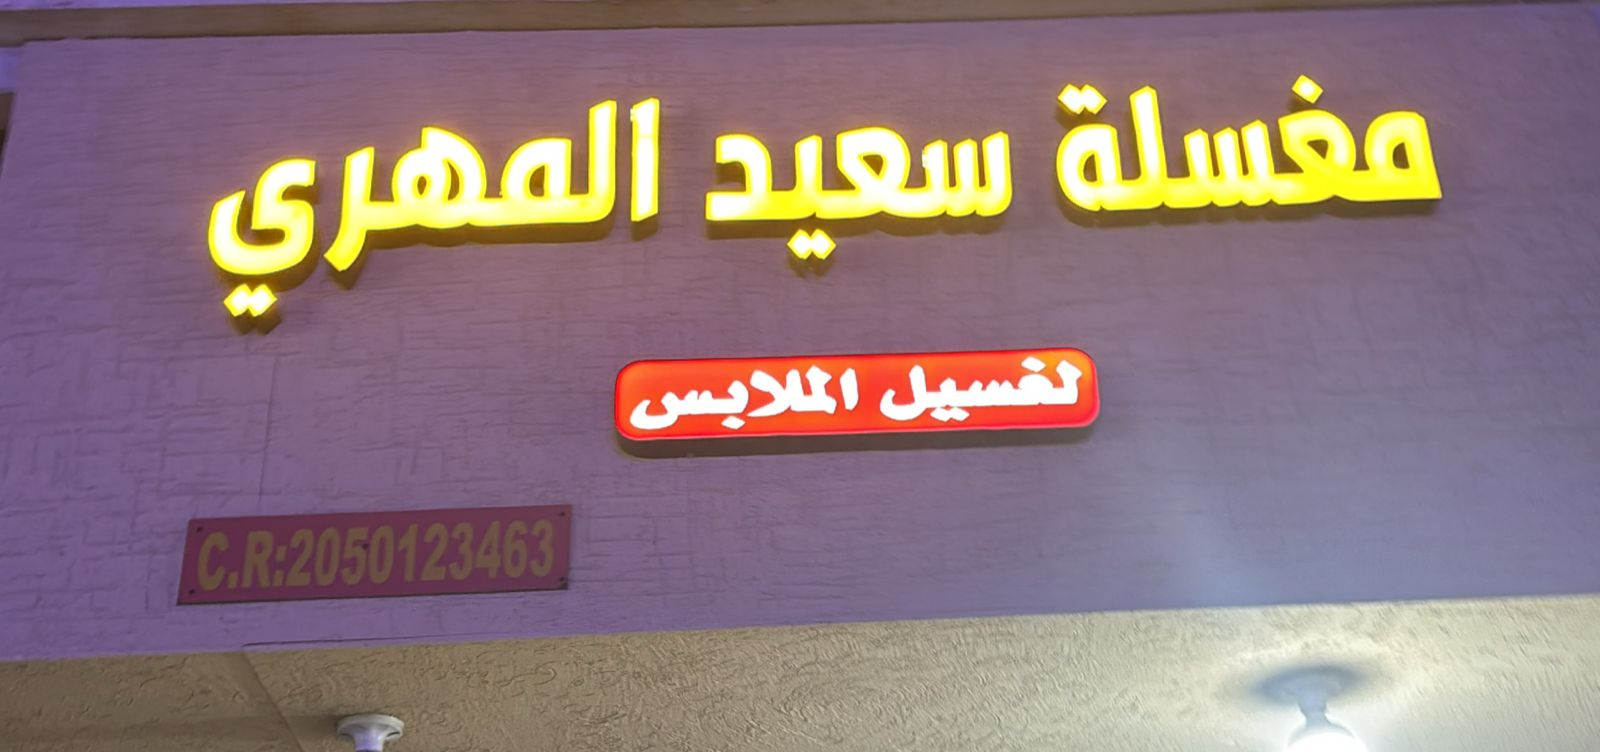 مغسلة سعيد المهري
لغسيل الملابس
C.R:2050123463